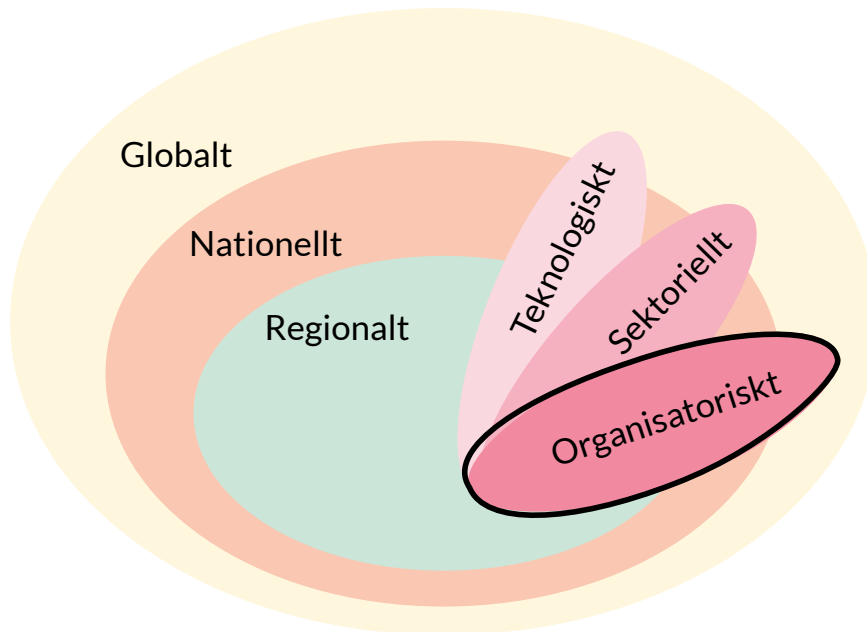 Globalt
Nationellt
Regionalt
Teknologiskt
Sektoriellt
Organisatoriskt